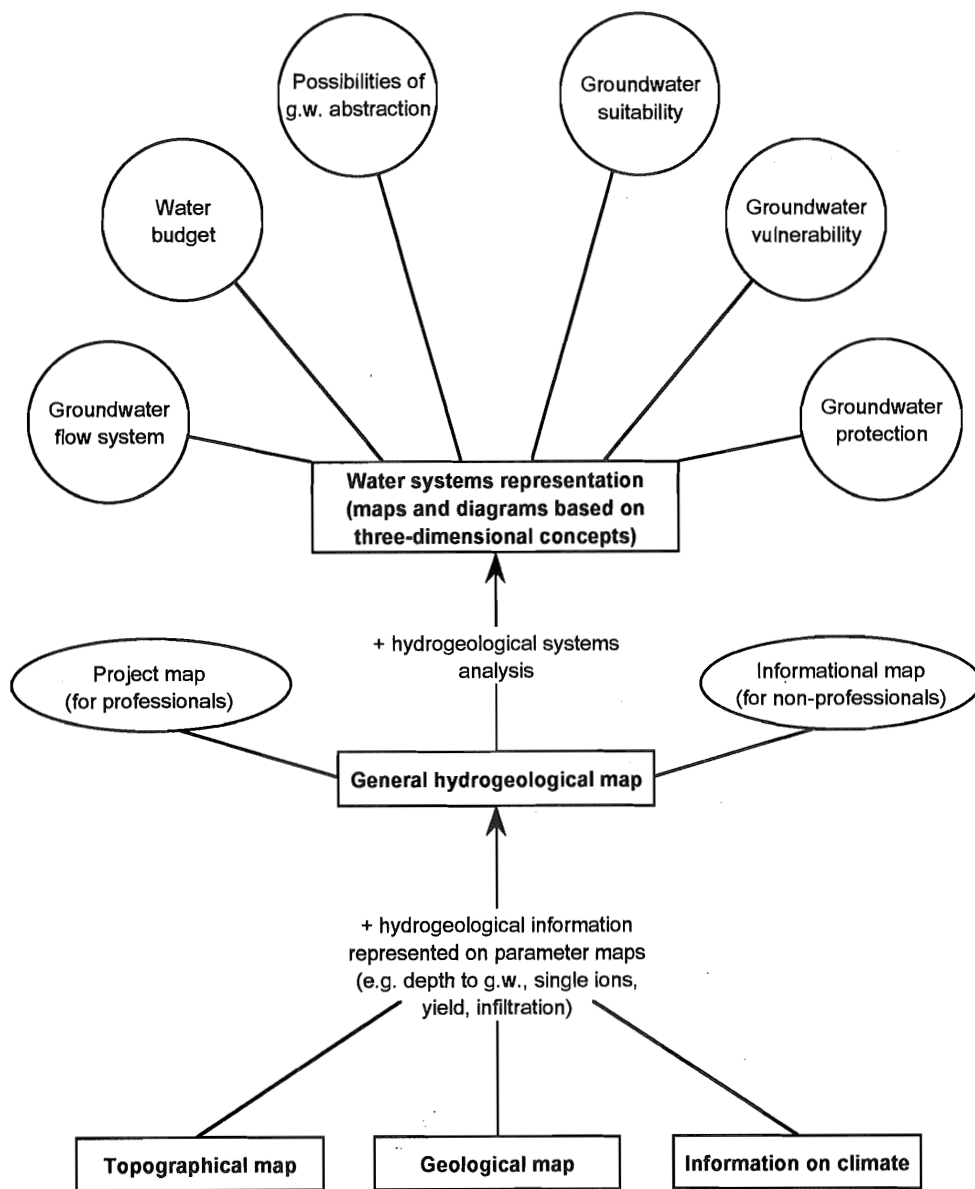 Possibilities of
g.w. abstraction
Groundwater
suitability
Water
budget
Groundwater
vulnerability
Groundwater
flow system
Groundwater
protection
Water systems representation
(maps and diagrams based on
three-dimensional concepts)
+ hydrogeological systems
analysis
Project map
(for professionals)
Informational map
(for non-professionals)
General hydrogeological map
+ hydrogeological information
represented on parameter maps
(e.g. depth to g.w., single ions,
yield, infiltration)
Topographical map
Geological map
Information on climate